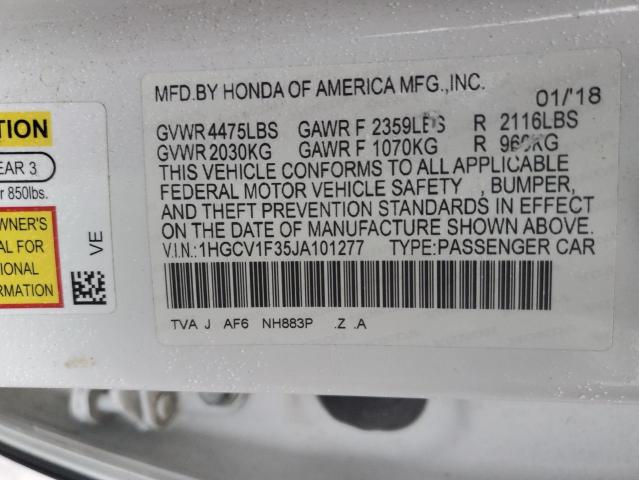 MFD.BY HONDA OF AMERICA MFG.,INC.
01/'18
GVWR 4475LBS GAWR F 2359LBS R 2116LBS
GVWR 2030KG GAWR F 1070KG R 960KG
THIS VEHICLE CONFORMS TO ALL APPLICABLE
FEDERAL MOTOR VEHICLE SAFETY, BUMPER,
AND THEFT PREVENTION STANDARDS IN EFFECT
ON THE DATE OF MANUFACTURE SHOWN ABOVE.
V.I.N.:1HGCV1F35JA101277 TYPE:PASSENGER CAR
TVA J AF6 NH883P .Z .A
VE
TION
EAR 3
r 850lbs.
OWNER'S
AL FOR
TIONAL
ORMATION